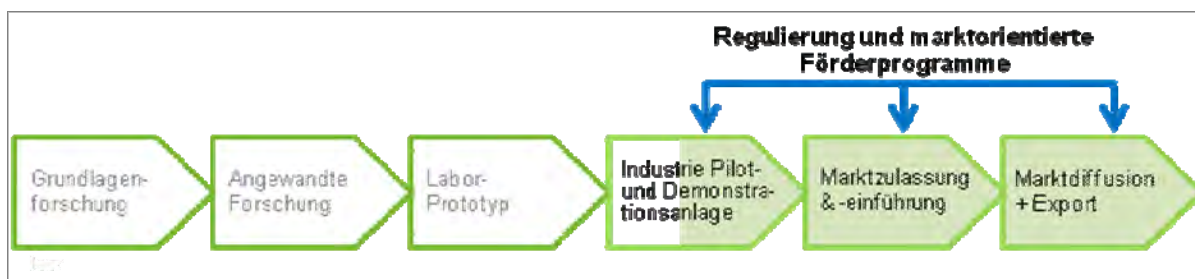 Regulierung und marktorientierte
Förderprogramme
Grundlagen-
forschung
Angewandte
Forschung
Labor-
Prototyp
Industrie Pilot-
und Demonstra-
tionsanlage
Marktzulassung
& -einführung
Marktdiffusion
+ Export